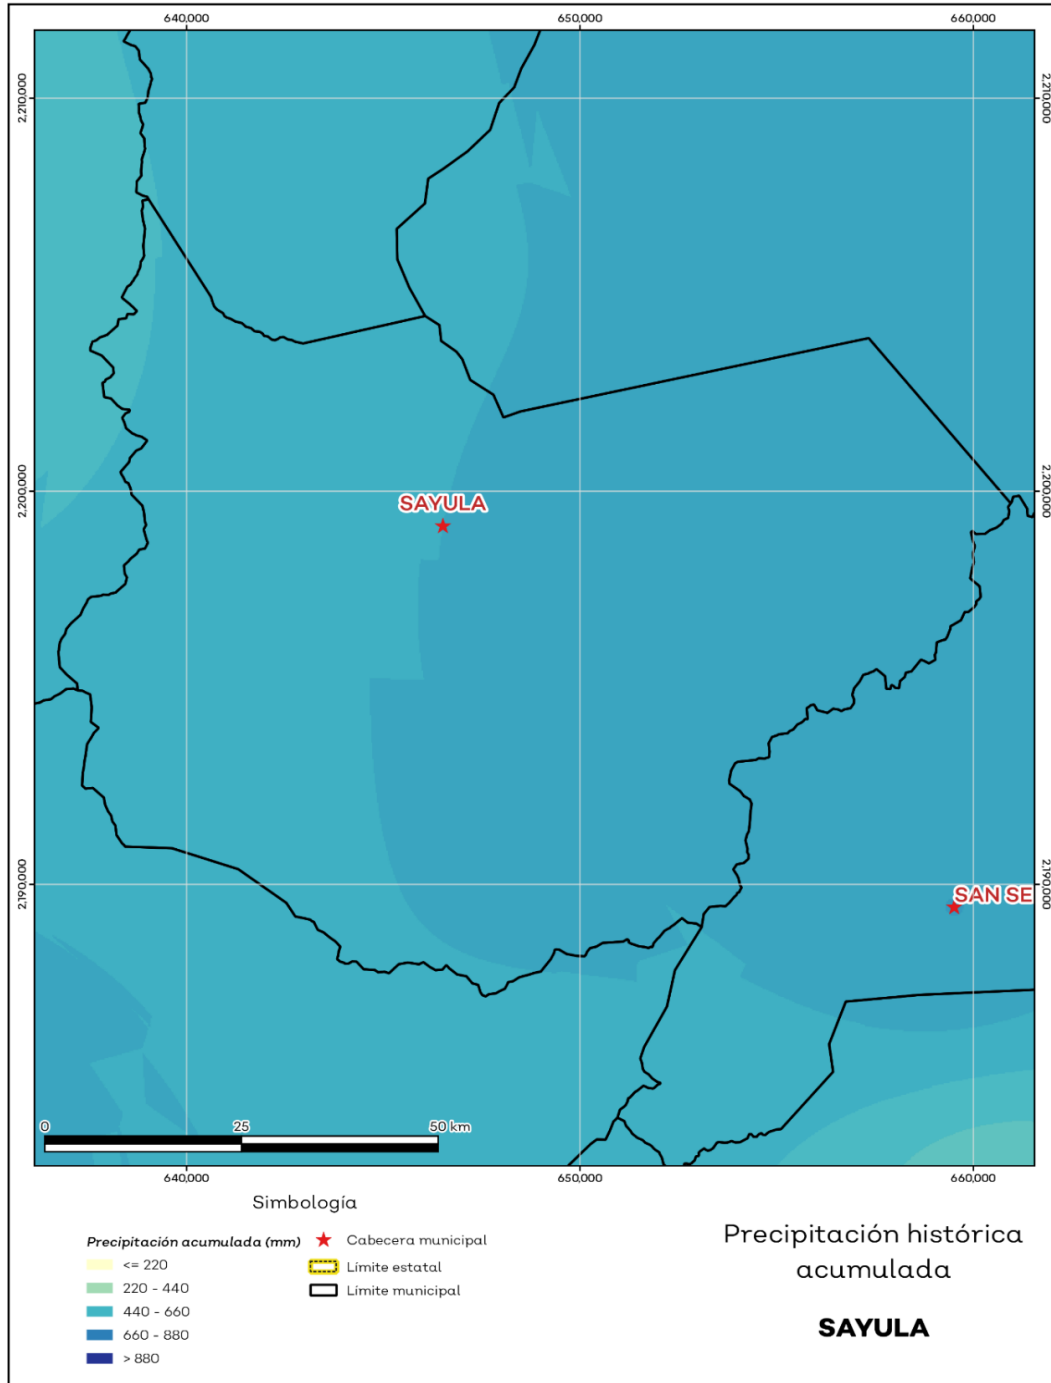 640,000 650,000 660,000
2,210,000 2,210,000
2,200,000 2,200,000
SAYULA
2,190,000 2,190,000
SAN SE
0 25 50 km
640,000 650,000 660,000
Simbología
Precipitación acumulada (mm)
<= 220
220 - 440
440 - 660
660 - 880
> 880
Cabecera municipal
Límite estatal
Límite municipal
Precipitación histórica
acumulada
SAYULA